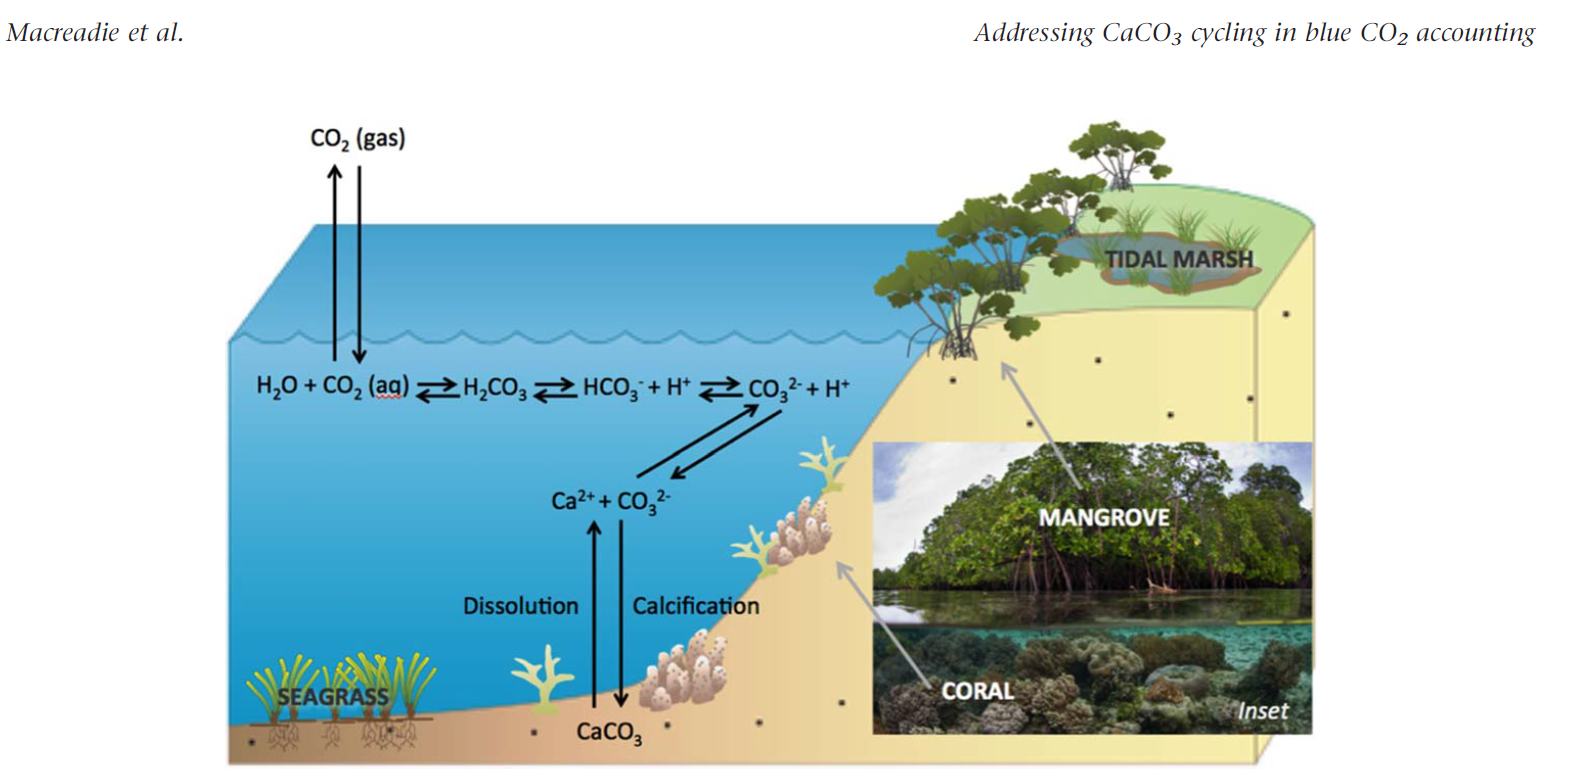 Macreadie et al.
Addressing CaCO₃ cycling in blue CO₂ accounting
CO₂ (gas)
TIDAL MARSH
H₂O + CO₂ (aq) ⇌ H₂CO₃ ⇌ HCO₃⁻ + H⁺ ⇌ CO₃²⁻ + H⁺
Ca²⁺ + CO₃²⁻
MANGROVE
Dissolution
Calcification
SEAGRASS
CORAL
Inset
CaCO₃